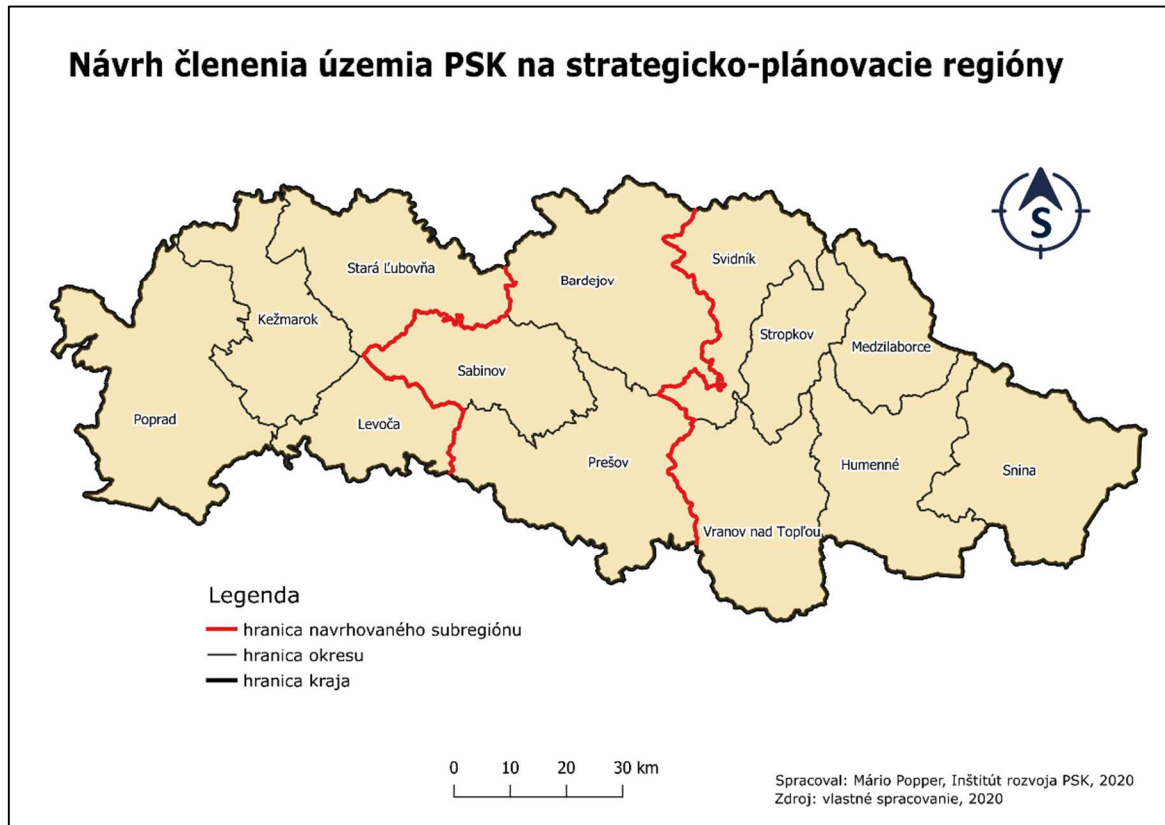 Návrh členenia územia PSK na strategicko-plánovacie regióny
S
Svidník
Stará Ľubovňa
Bardejov
Kežmarok
Stropkov
Medzilaborce
Sabinov
Poprad
Levoča
Prešov
Humenné
Snina
Vranov nad Topľou
Legenda
hranica navrhovaného subregiónu
hranica okresu
hranica kraja
0 10 20 30 km
Spracoval: Mário Popper, Inštitút rozvoja PSK, 2020
Zdroj: vlastné spracovanie, 2020